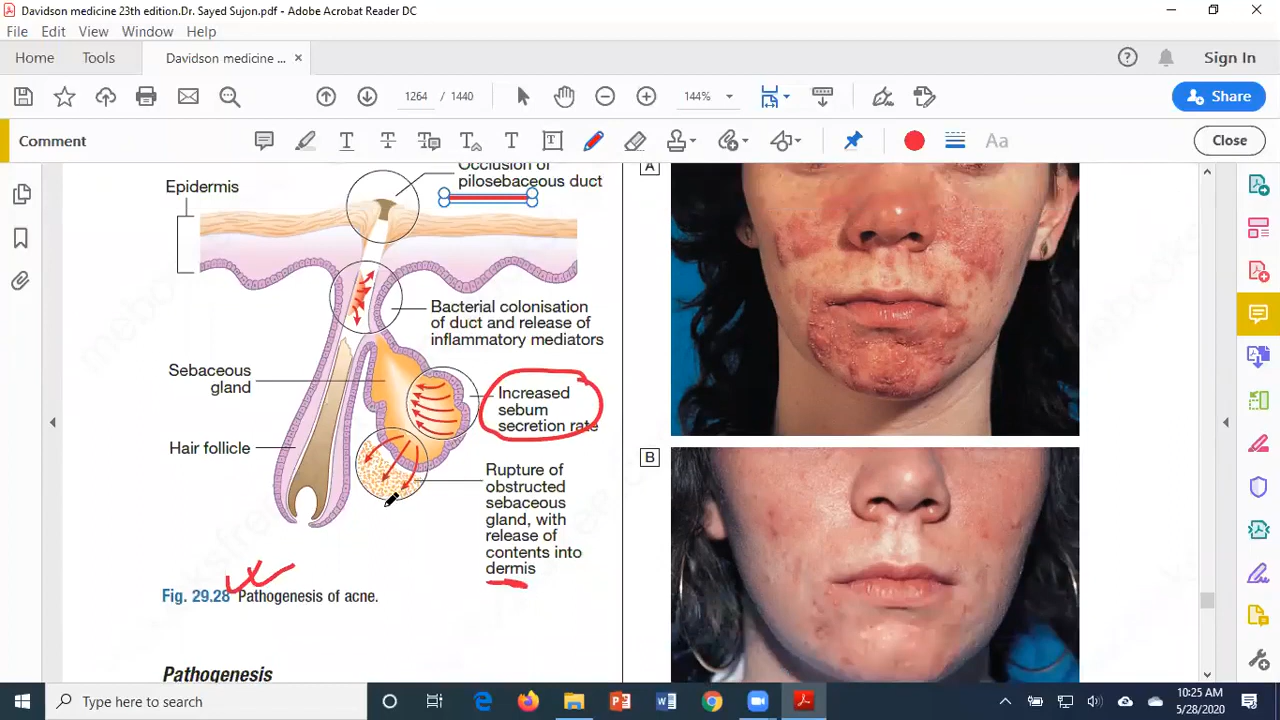 Davidson medicine 23th edition.Dr. Sayed Sujon.pdf - Adobe Acrobat Reader DC
File Edit View Window Help
Home Tools Davidson medicine ... ×
Sign In
1264 / 1440
144%
Share
Comment
Aa
Close
Occlusion of
pilosebaceous duct
Epidermis
Bacterial colonisation
of duct and release of
inflammatory mediators
Sebaceous
gland
Increased
sebum
secretion rate
Hair follicle
Rupture of
obstructed
sebaceous
gland, with
release of
contents into
dermis
Fig. 29.28 Pathogenesis of acne.
Pathogenesis
A
B
Type here to search
10:25 AM
5/28/2020